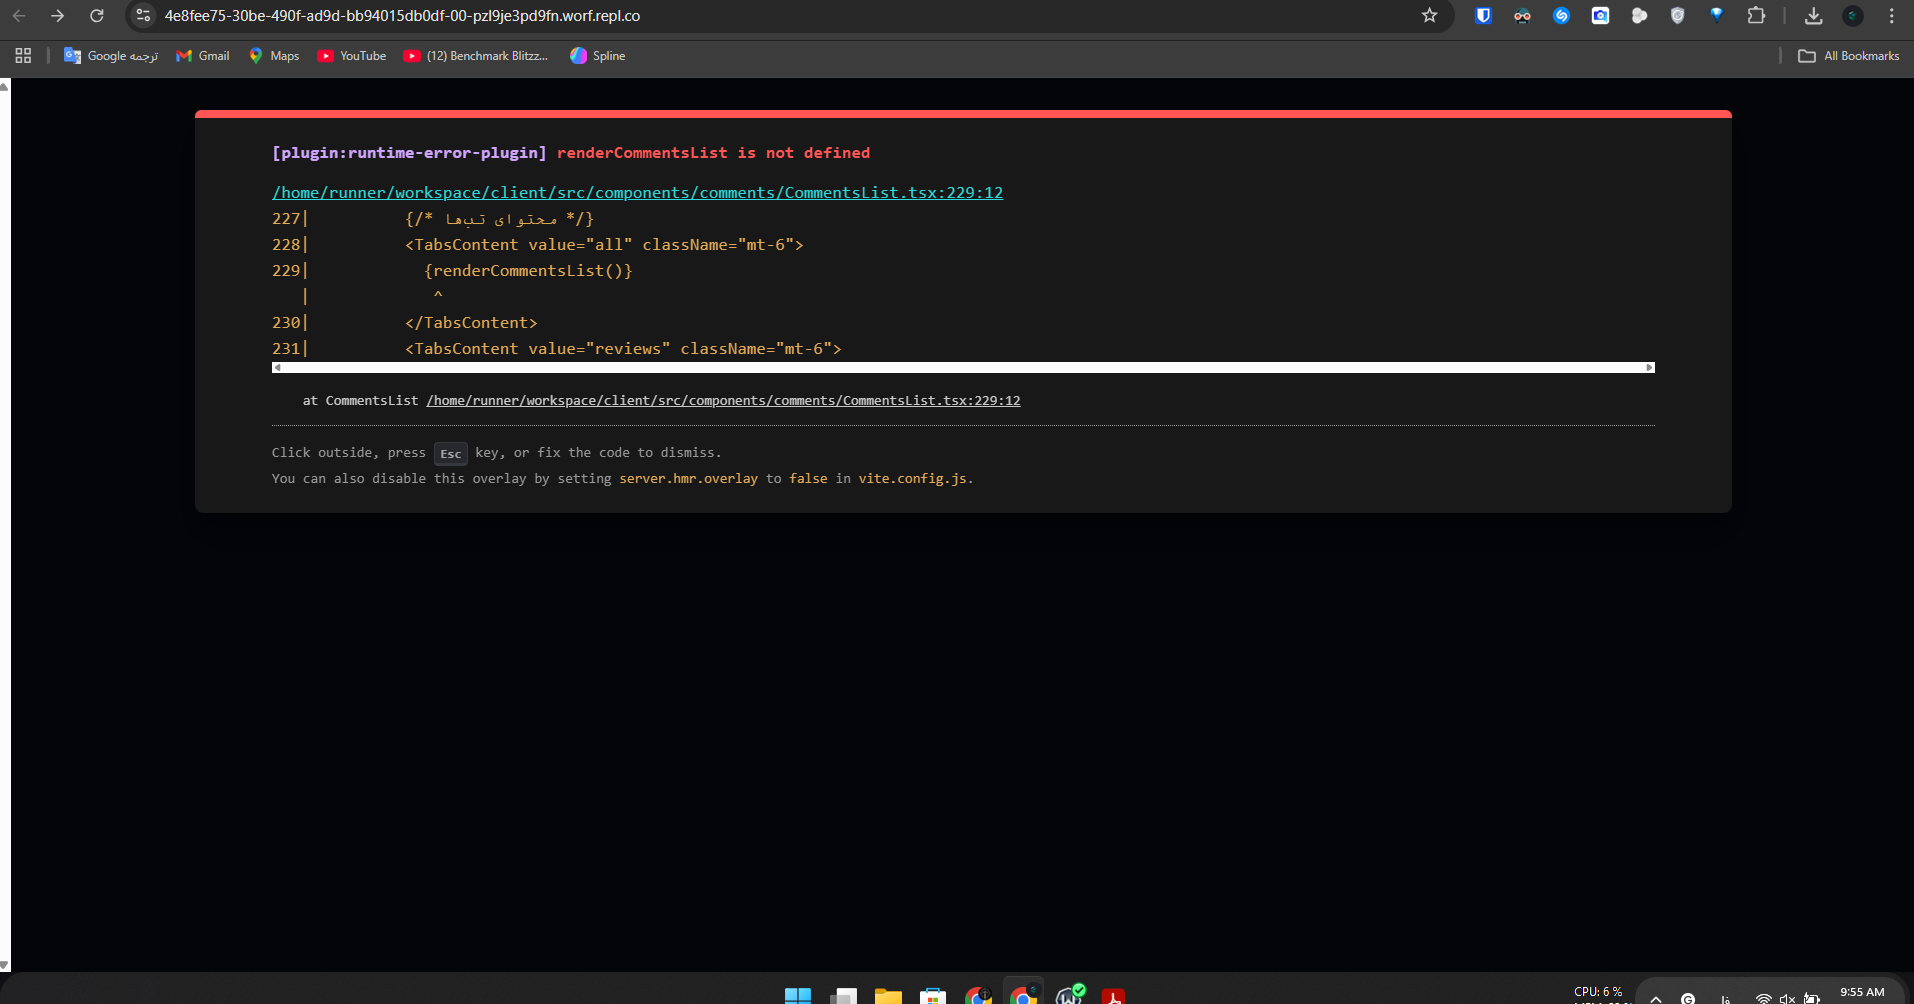 4e8fee75-30be-490f-ad9d-bb94015db0df-00-pzl9je3pd9fn.worf.repl.co
Google ترجمه
Gmail
Maps
YouTube
(12) Benchmark Blitzz...
Spline
All Bookmarks
[plugin:runtime-error-plugin] renderCommentsList is not defined
/home/runner/workspace/client/src/components/comments/CommentsList.tsx:229:12
227|          {/* محتوای تب‌ها */}
228|          <TabsContent value="all" className="mt-6">
229|            {renderCommentsList()}
|             ^
230|          </TabsContent>
231|          <TabsContent value="reviews" className="mt-6">
at CommentsList /home/runner/workspace/client/src/components/comments/CommentsList.tsx:229:12
Click outside, press Esc key, or fix the code to dismiss.
You can also disable this overlay by setting server.hmr.overlay to false in vite.config.js.
CPU: 6 %
فا
9:55 AM